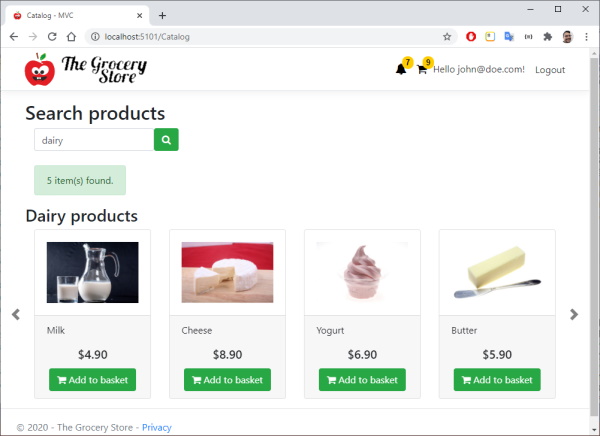 Catalog - MVC
localhost:5101/Catalog
The Grocery
Store
7
9
Hello john@doe.com!
Logout
Search products
dairy
5 item(s) found.
Dairy products
Milk
Cheese
Yogurt
Butter
$4.90
$8.90
$6.90
$5.90
Add to basket
Add to basket
Add to basket
Add to basket
© 2020 - The Grocery Store - Privacy